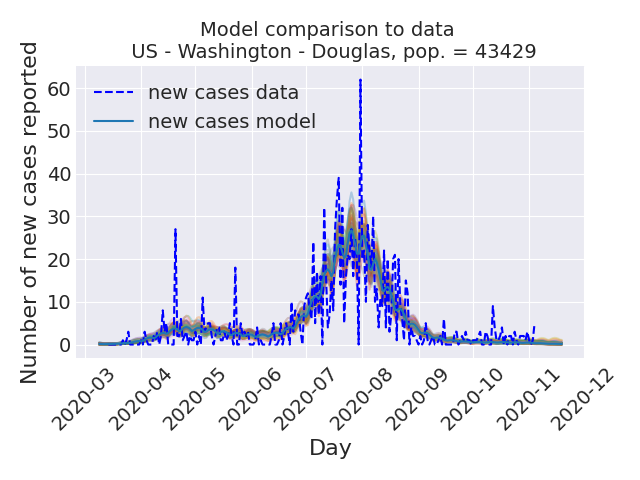 Model comparison to data
US - Washington - Douglas, pop. = 43429
Number of new cases reported
60
50
40
30
20
10
0
new cases data
new cases model
2020-03
2020-04
2020-05
2020-06
2020-07
2020-08
2020-09
2020-10
2020-11
2020-12
Day